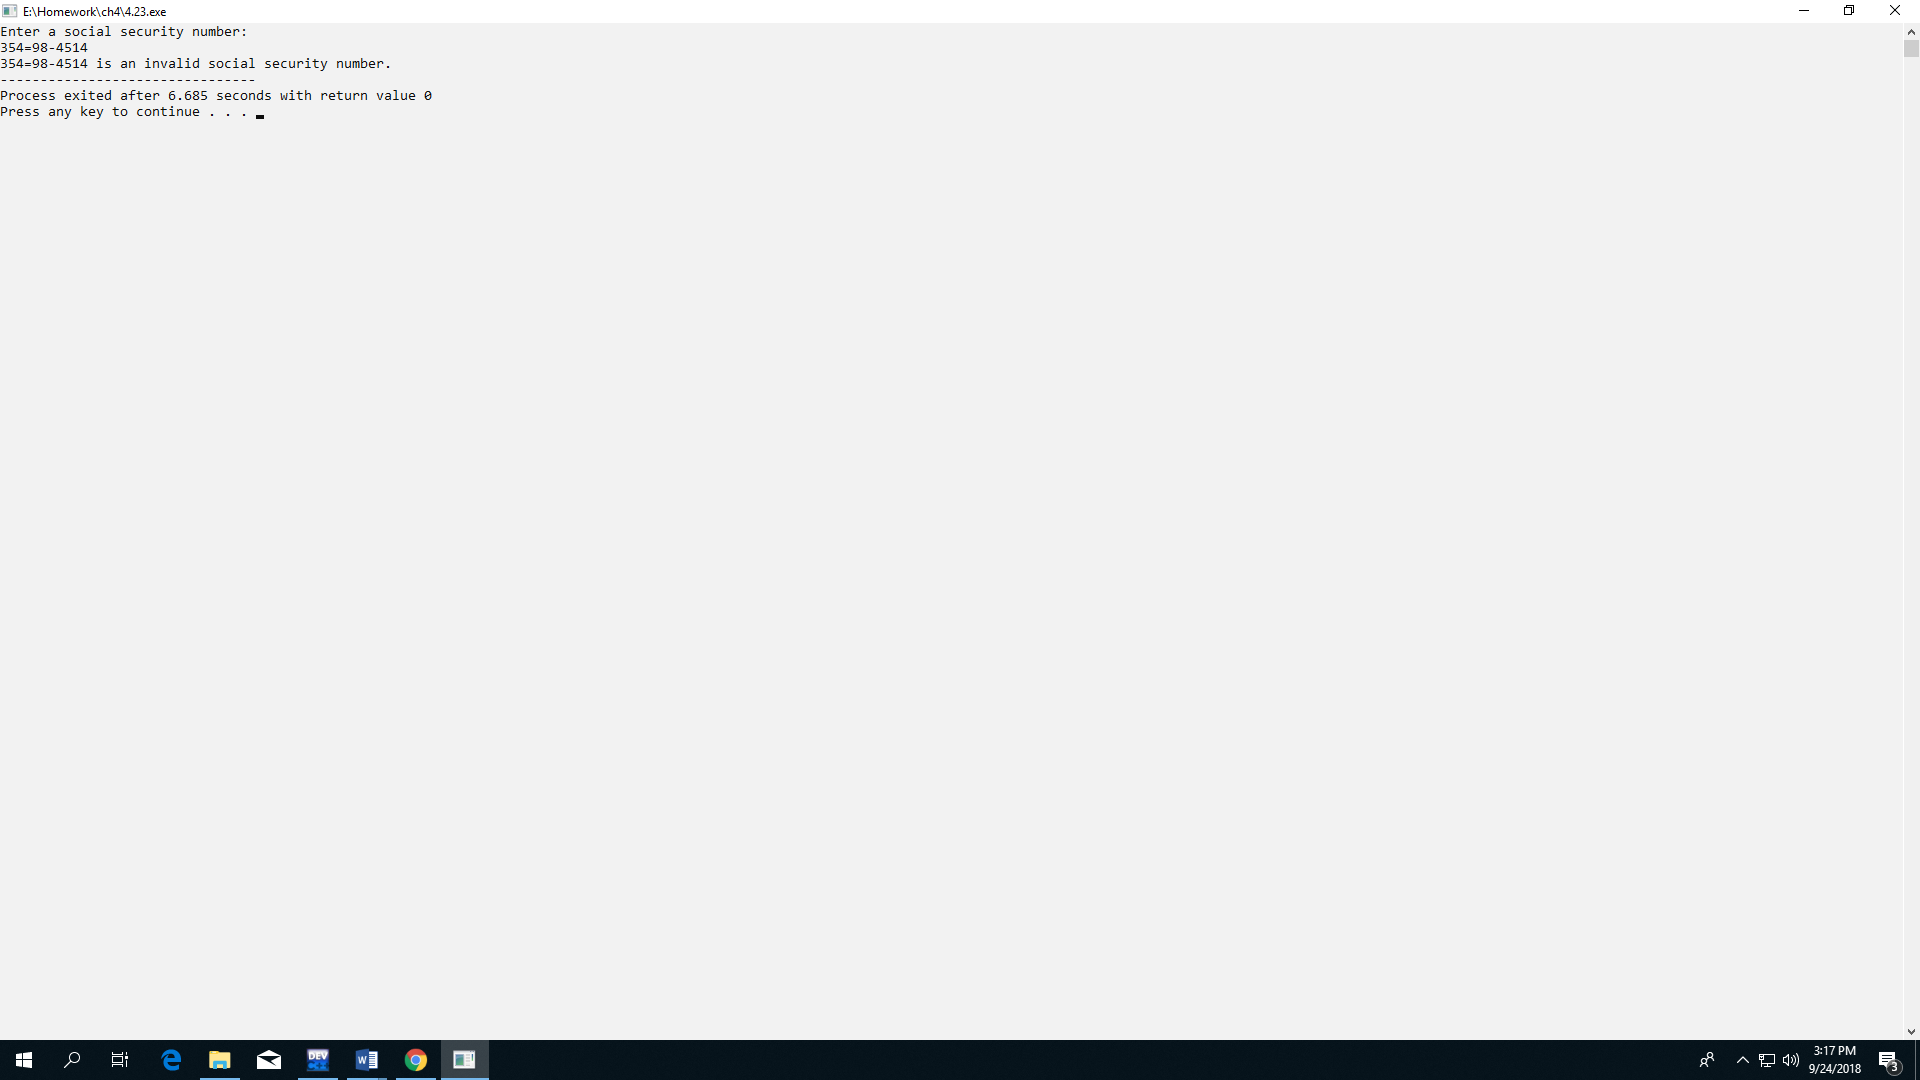 E:\Homework\ch4\4.23.exe
Enter a social security number:
354=98-4514
354=98-4514 is an invalid social security number.
--------------------------------
Process exited after 6.685 seconds with return value 0
Press any key to continue . . .
DEV
C++
W
3:17 PM
9/24/2018
3